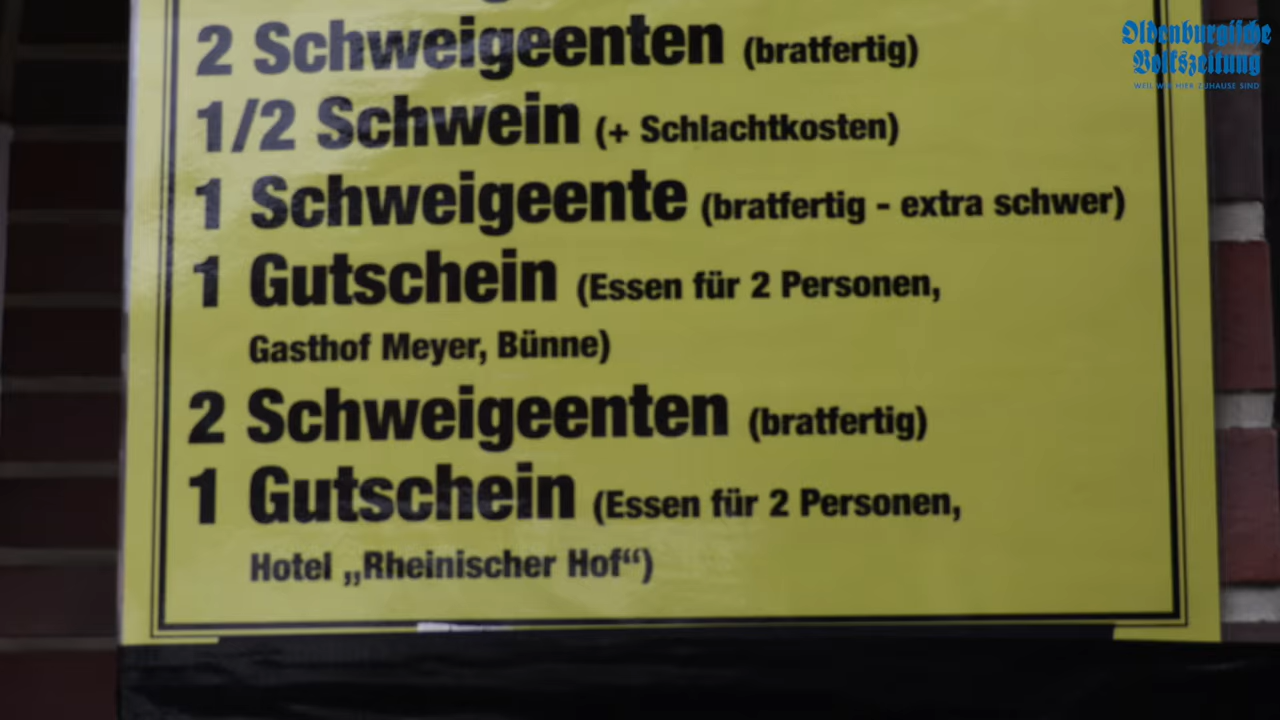 2 Schweigeenten (bratfertig)
1/2 Schwein (+ Schlachtkosten)
1 Schweigeente (bratfertig - extra schwer)
1 Gutschein (Essen für 2 Personen,
Gasthof Meyer, Bünne)
2 Schweigeenten (bratfertig)
1 Gutschein (Essen für 2 Personen,
Hotel „Rheinischer Hof“)
Oldenburgische
Volkszeitung
WEIL WIR HIER ZUHAUSE SIND